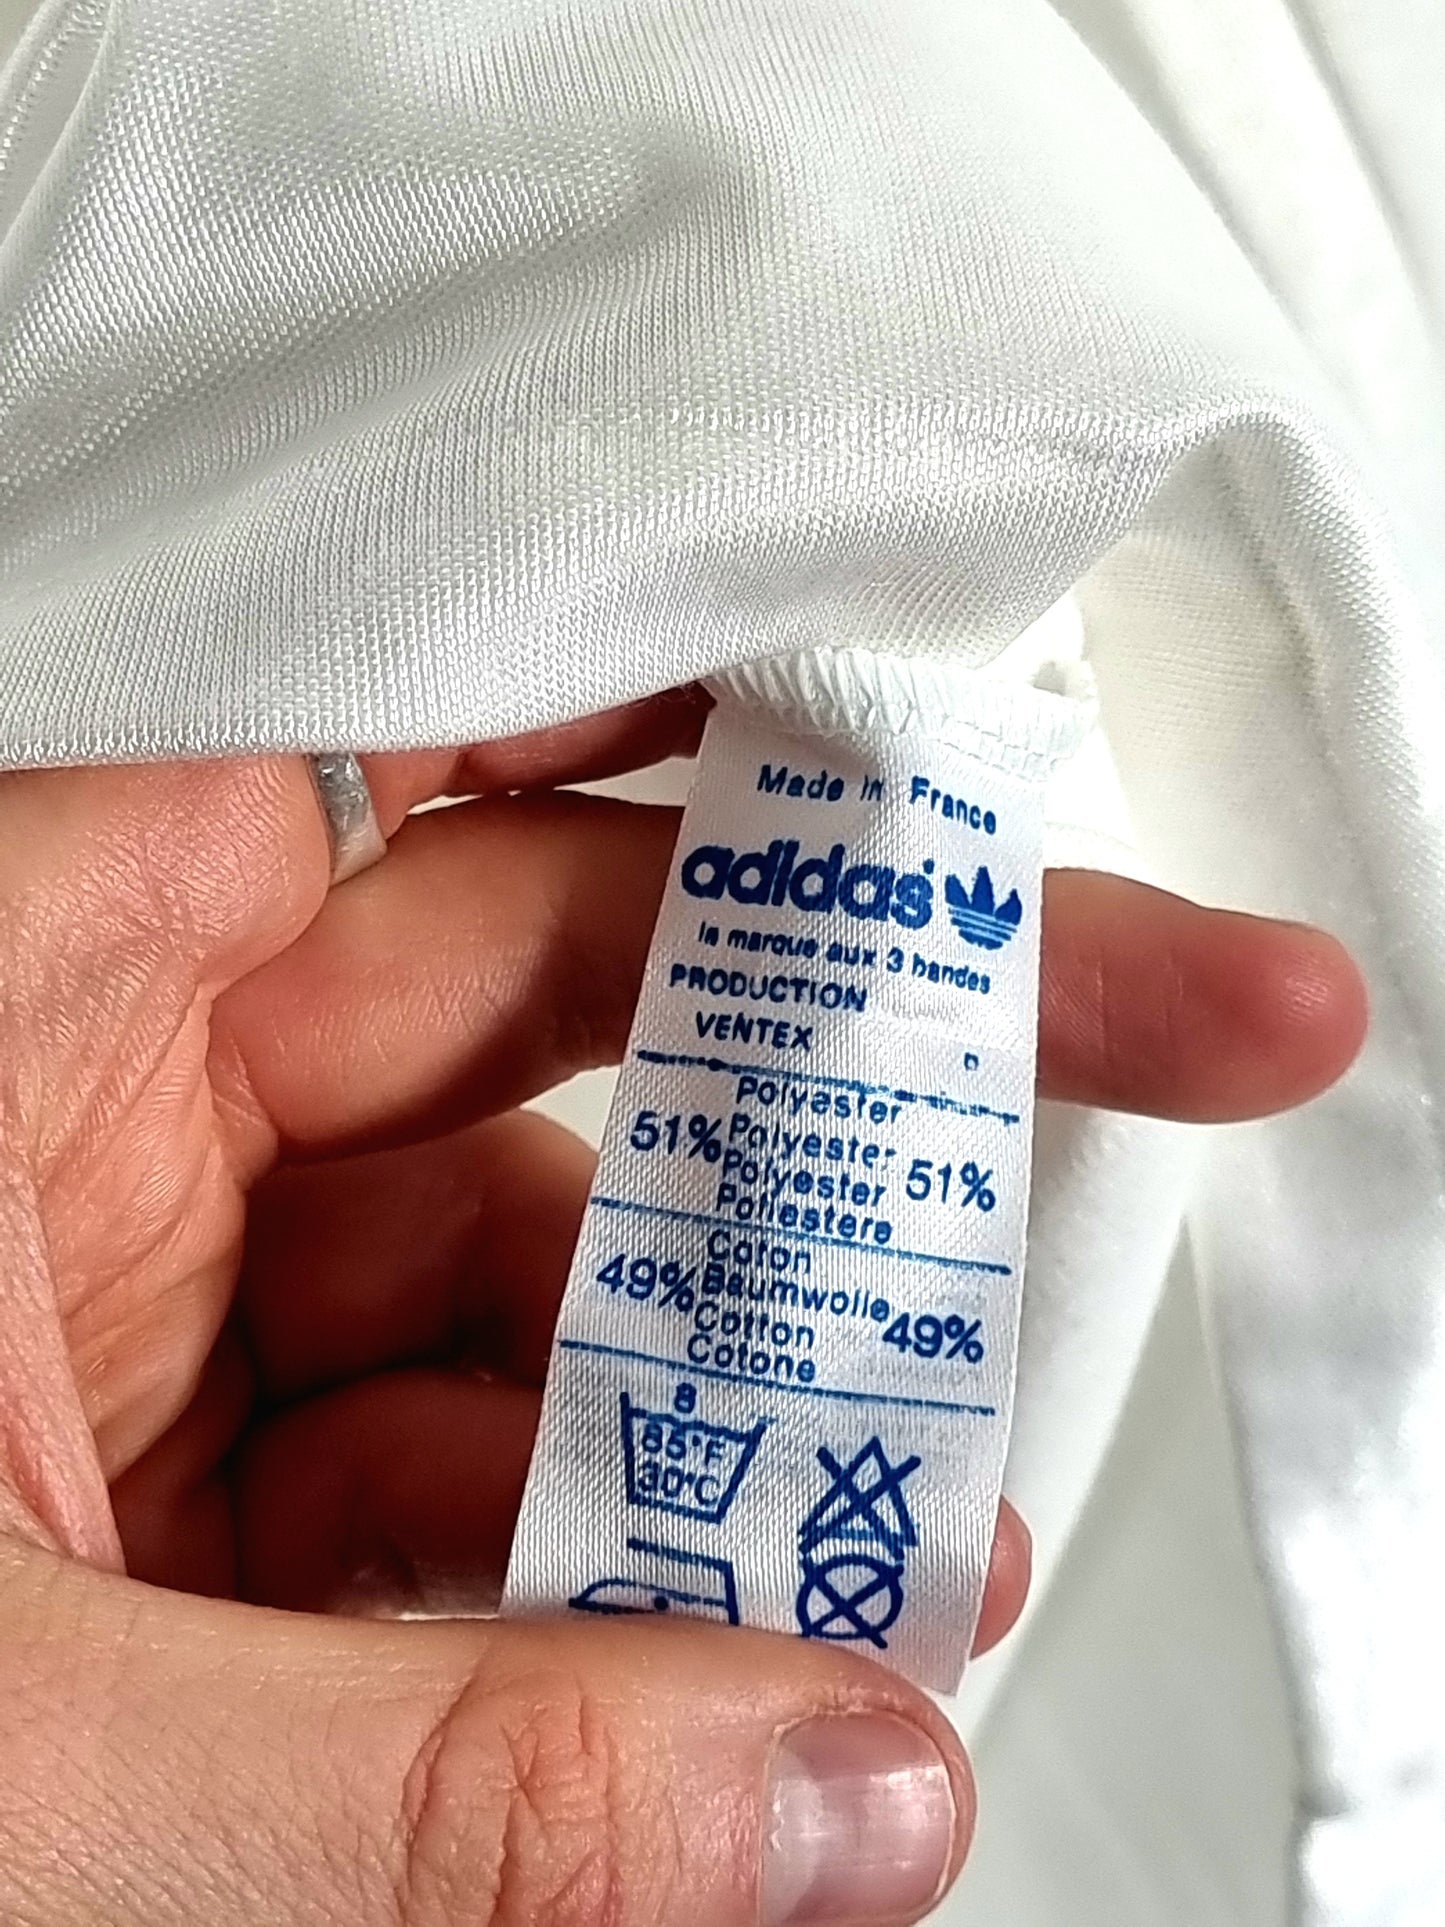 Made in France
adidas
la marque aux 3 bandes
PRODUCTION
VENTEX
D
Polyester
51% Polyester 51%
Polyester
Poliestere
Coton
49% Baumwolle 49%
Cotton
Cotone
8
85°F
30°C